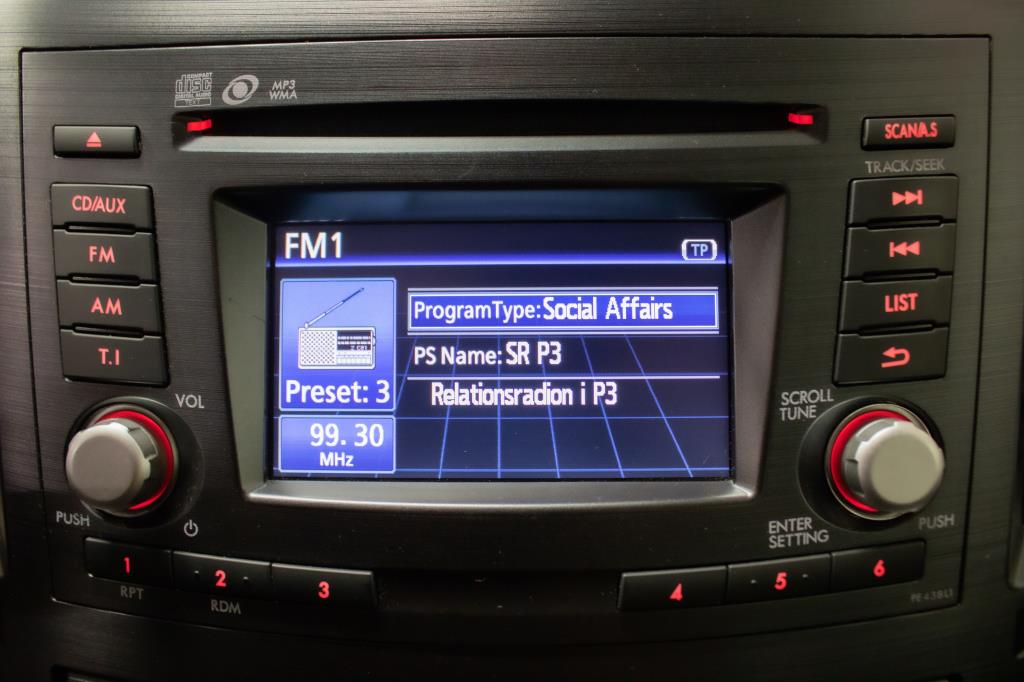 COMPACT
disc
DIGITAL AUDIO
TEXT
MP3
WMA
SCAN/A.S
TRACK/SEEK
CD/AUX
FM
AM
T.I
LIST
FM1
TP
ProgramType:Social Affairs
PS Name:SR P3
Relationsradion i P3
Preset: 3
99.30
MHz
VOL
PUSH
SCROLL
TUNE
ENTER
SETTING
PUSH
1
RPT
2
RDM
3
4
5
6
PE438L1